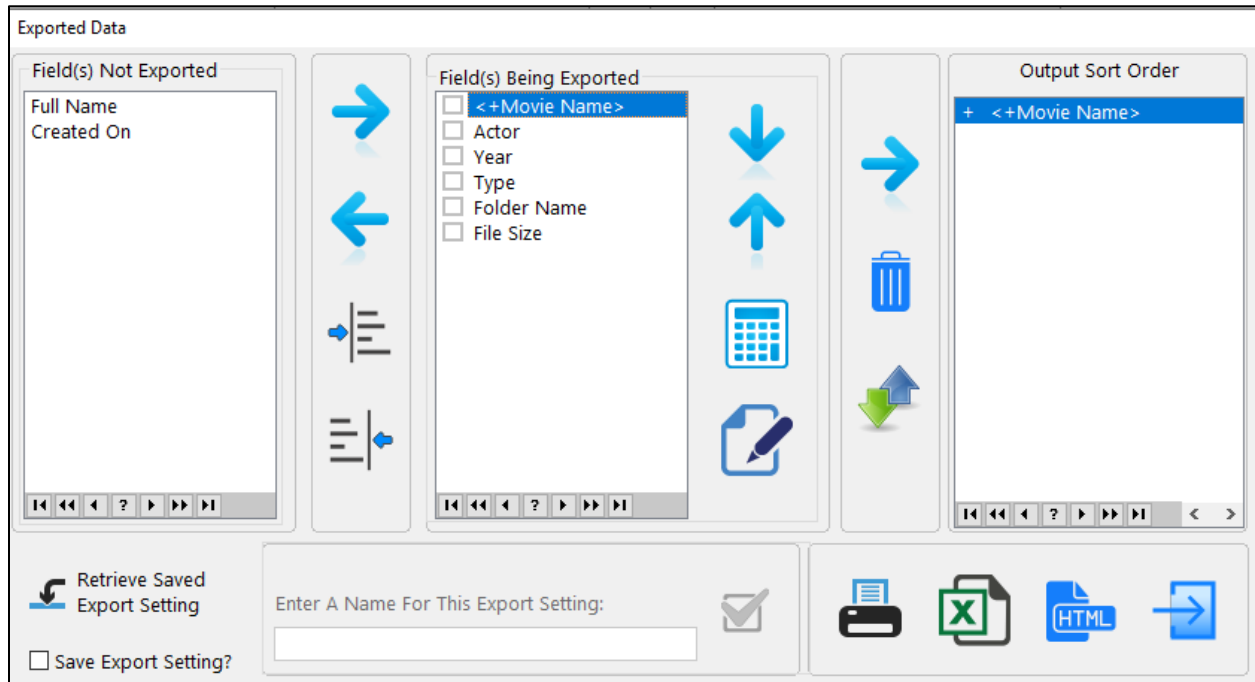 Exported Data
Field(s) Not Exported
Full Name
Created On
Field(s) Being Exported
<+Movie Name>
Actor
Year
Type
Folder Name
File Size
Output Sort Order
+ <+Movie Name>
?
?
?
Retrieve Saved
Export Setting
Save Export Setting?
Enter A Name For This Export Setting:
X
HTML